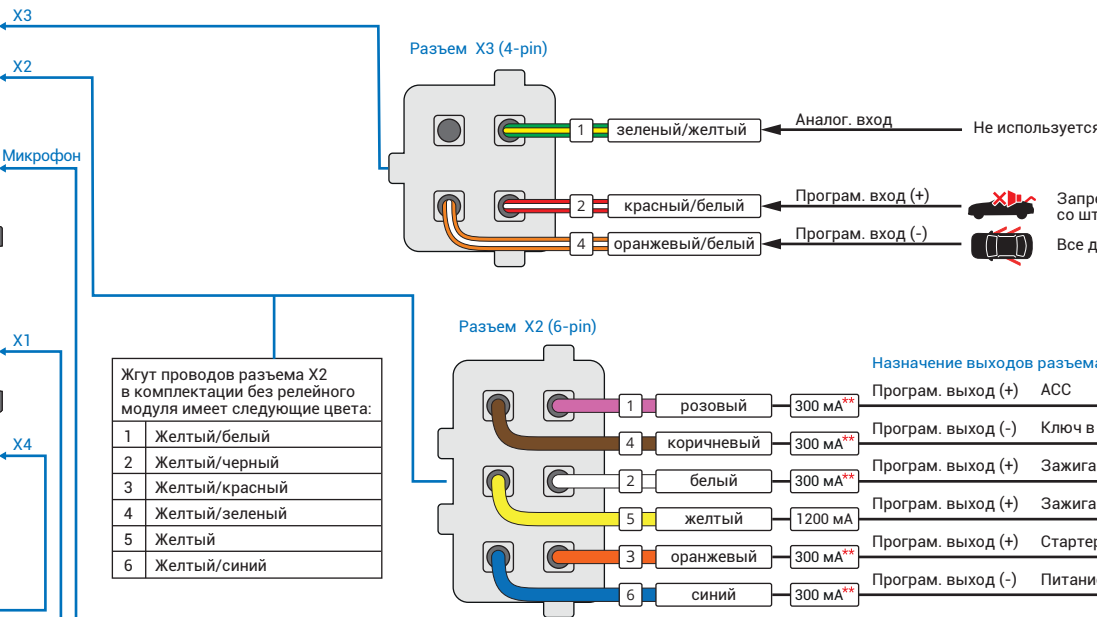 X3
X2
Микрофон
X1
X4
Разъем X3 (4-pin)
1 зеленый/желтый Аналог. вход Не используется
2 красный/белый Програм. вход (+)
4 оранжевый/белый Програм. вход (-) Все
со
Разъем X2 (6-pin)
Назначение выходов разъема
1 розовый 300 мА** Програм. выход (+) ACC
4 коричневый 300 мА** Програм. выход (-) Ключ в
2 белый 300 мА** Програм. выход (+)
5 желтый 1200 мА Програм. выход (+)
3 оранжевый 300 мА** Програм. выход (+) Стартер
6 синий 300 мА** Програм. выход (-)
Жгут проводов разъема X2
в комплектации без релейного
модуля имеет следующие цвета:
1 Желтый/белый
2 Желтый/черный
3 Желтый/красный
4 Желтый/зеленый
5 Желтый
6 Желтый/синий